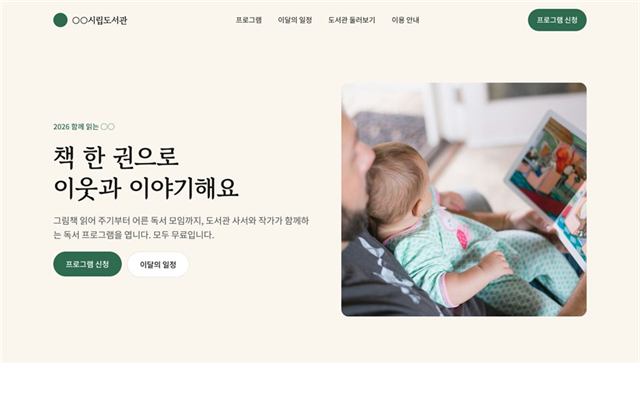 ○○시립도서관
프로그램
이달의 일정
도서관 둘러보기
이용 안내
프로그램 신청
2026 함께 읽는 ○○
책 한 권으로
이웃과 이야기해요
그림책 읽어 주기부터 어른 독서 모임까지, 도서관 사서와 작가가 함께하
는 독서 프로그램을 엽니다. 모두 무료입니다.
프로그램 신청
이달의 일정